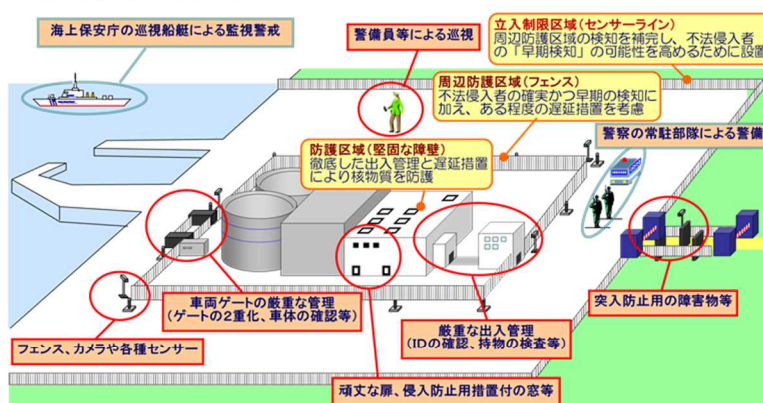 海上保安庁の巡視船艇による監視警戒
警備員等による巡視
立入制限区域（センサーライン）
周辺防護区域の検知を補完し、不法侵入者
の「早期検知」の可能性を高めるために設置
周辺防護区域（フェンス）
不法侵入者の確実かつ早期の検知に
加え、ある程度の遅延措置を考慮
防護区域（堅固な障壁）
徹底した出入管理と遅延措置
により核物質を防護
警察の常駐部隊による警備
車両ゲートの厳重な管理
（ゲートの２重化、車体の確認等）
フェンス、カメラや各種センサー
厳重な出入管理
（IDの確認、持物の検査等）
突入防止用の障害物等
頑丈な扉、侵入防止用措置付の窓等